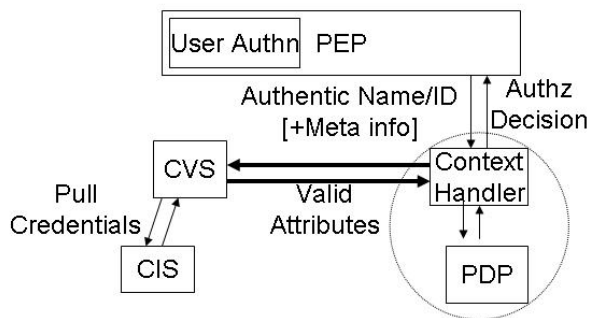 User Authn PEP
Authentic Name/ID
[+Meta info]
Authz
Decision
CVS
Context
Handler
Pull
Credentials
Valid
Attributes
CIS
PDP